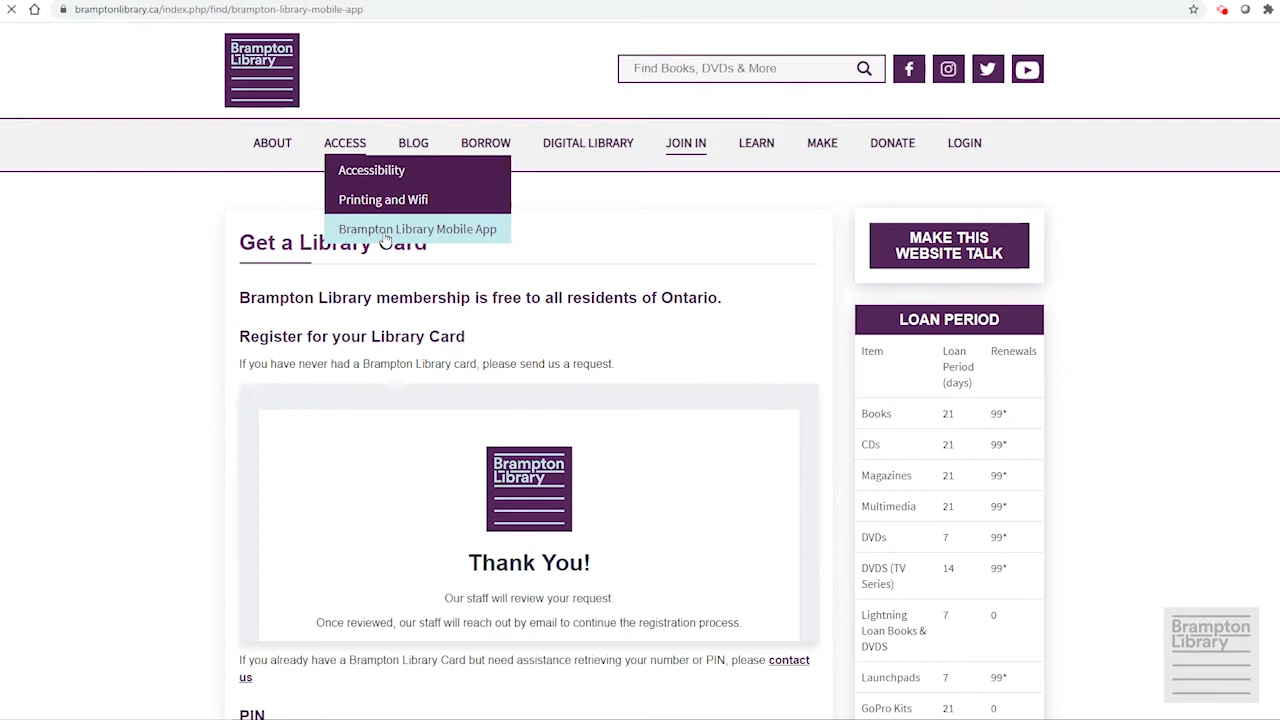 bramptonlibrary.ca/index.php/find/brampton-library-mobile-app
Brampton
Library
Find Books, DVDs & More
ABOUT ACCESS BLOG BORROW DIGITAL LIBRARY JOIN IN LEARN MAKE DONATE LOGIN
Accessibility
Printing and Wifi
Brampton Library Mobile App
Get a Library Card
Brampton Library membership is free to all residents of Ontario.
Register for your Library Card
If you have never had a Brampton Library card, please send us a request.
Brampton
Library
Thank You!
Our staff will review your request.
Once reviewed, our staff will reach out by email to continue the registration process.
If you already have a Brampton Library Card but need assistance retrieving your number or PIN, please contact
us
PIN
MAKE THIS
WEBSITE TALK
LOAN PERIOD
Item Loan Renewals
Period
(days)
Books 21 99*
CDs 21 99*
Magazines 21 99*
Multimedia 21 99*
DVDs 7 99*
DVDS (TV 14 99*
Series)
Lightning 7 0
Loan Books &
DVDS
Launchpads 7 99*
GoPro Kits 21 0
Brampton
Library